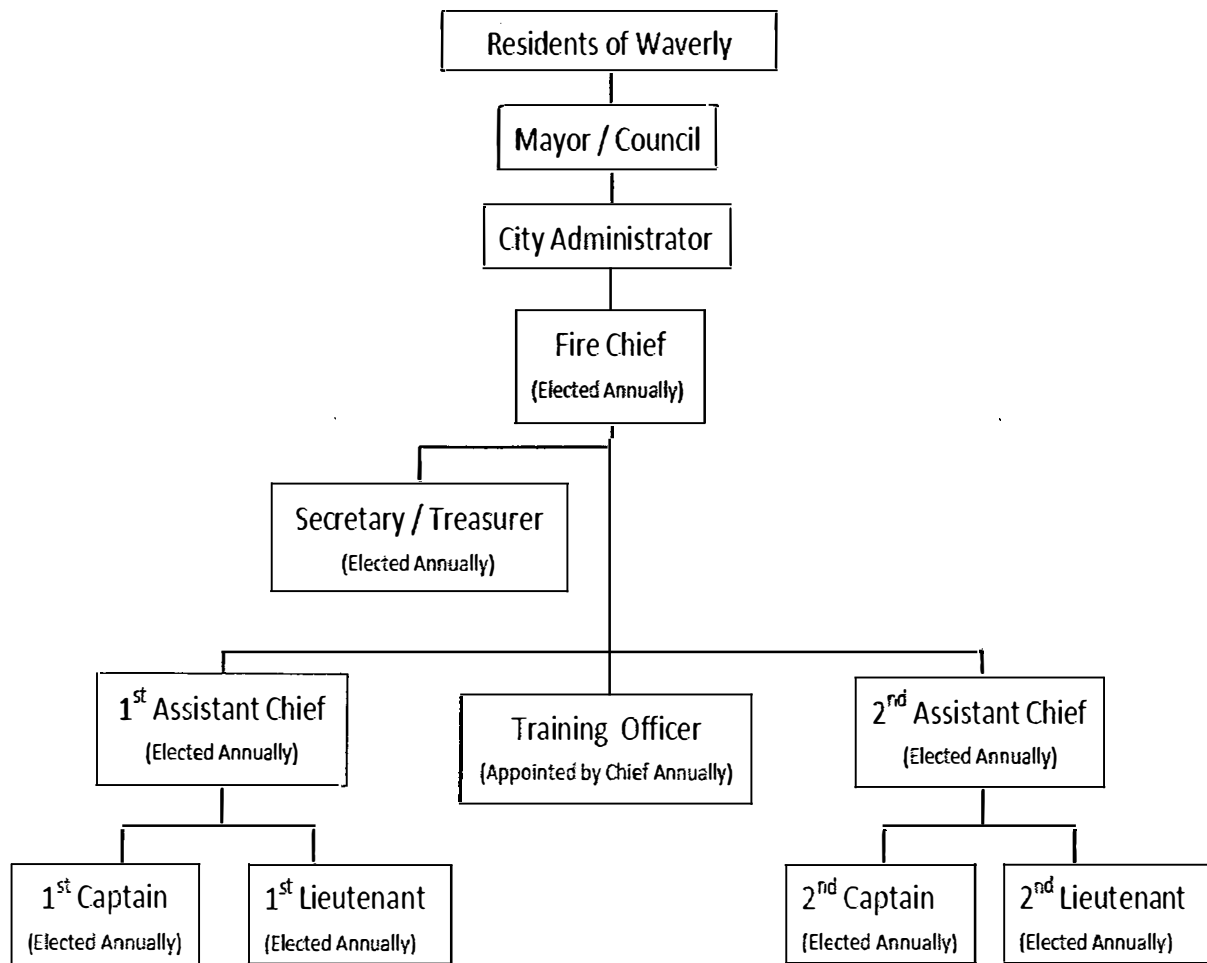 Residents of Waverly
Mayor / Council
City Administrator
Fire Chief
(Elected Annually)
Secretary / Treasurer
(Elected Annually)
1st Assistant Chief
(Elected Annually)
Training Officer
(Appointed by Chief Annually)
2nd Assistant Chief
(Elected Annually)
1st Captain
(Elected Annually)
1st Lieutenant
(Elected Annually)
2nd Captain
(Elected Annually)
2nd Lieutenant
(Elected Annually)